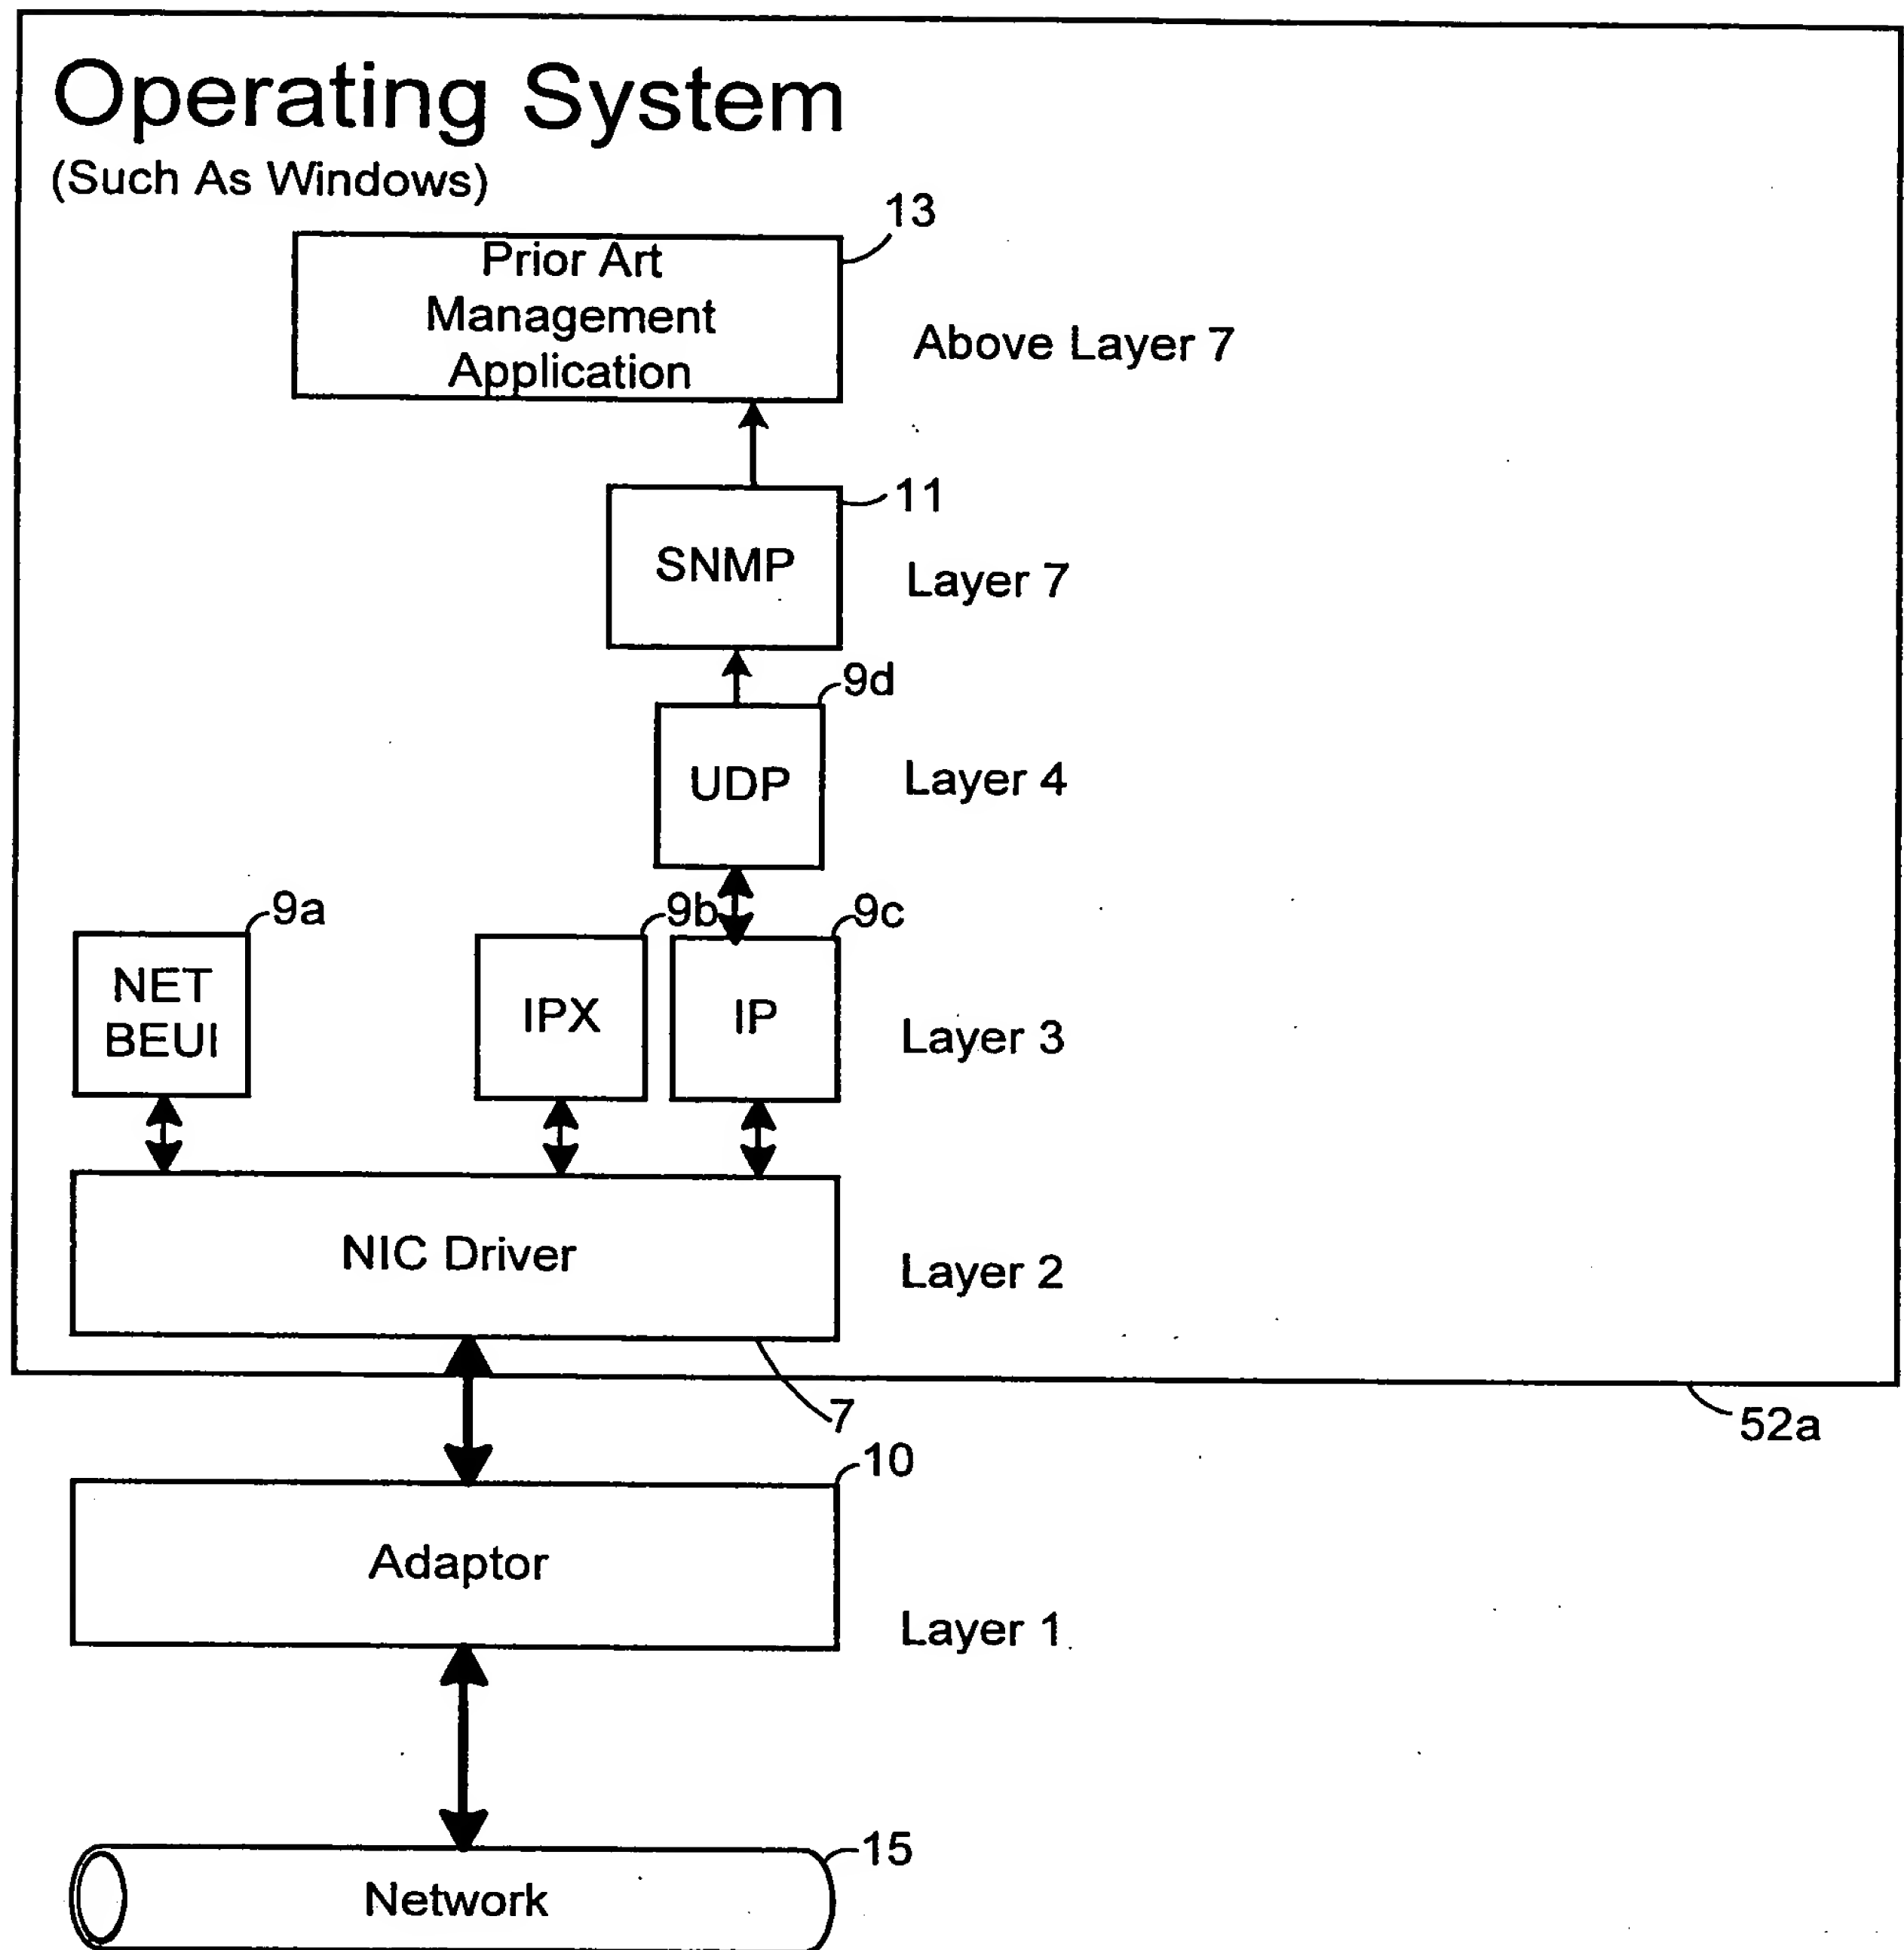 Operating System
(Such As Windows)
13
Prior Art
Management
Application
Above Layer 7
11
SNMP
Layer 7
9d
UDP
Layer 4
9a
9b
9c
NET
BEUI
IPX
IP
Layer 3
NIC Driver
Layer 2
7
52a
10
Adaptor
Layer 1
15
Network